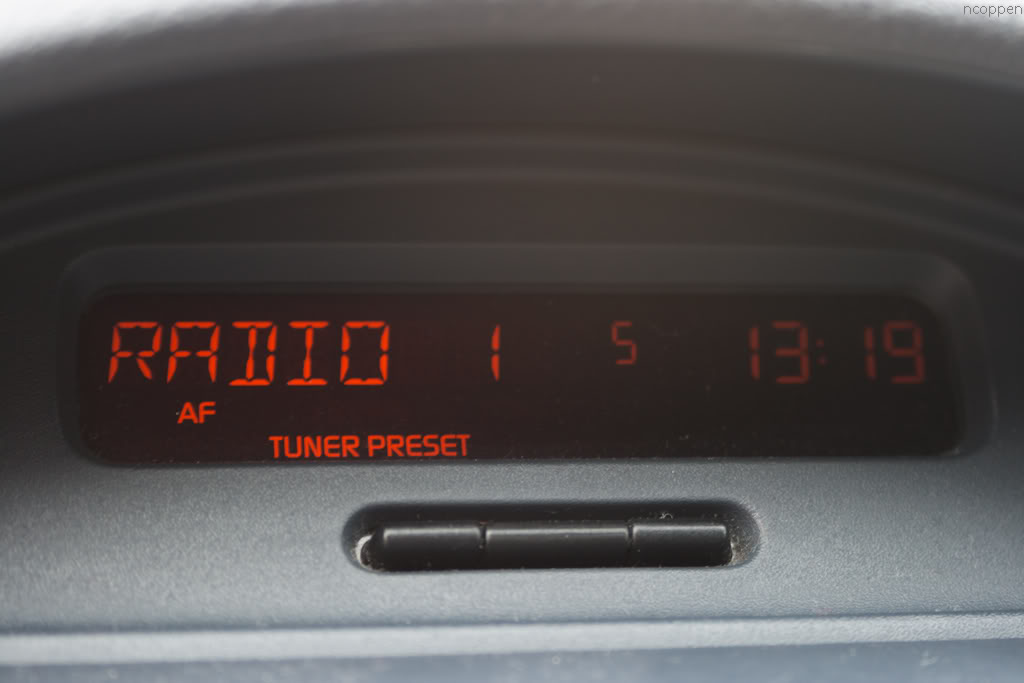 ncoppen
RADIO 1 5 13:19
AF
TUNER PRESET